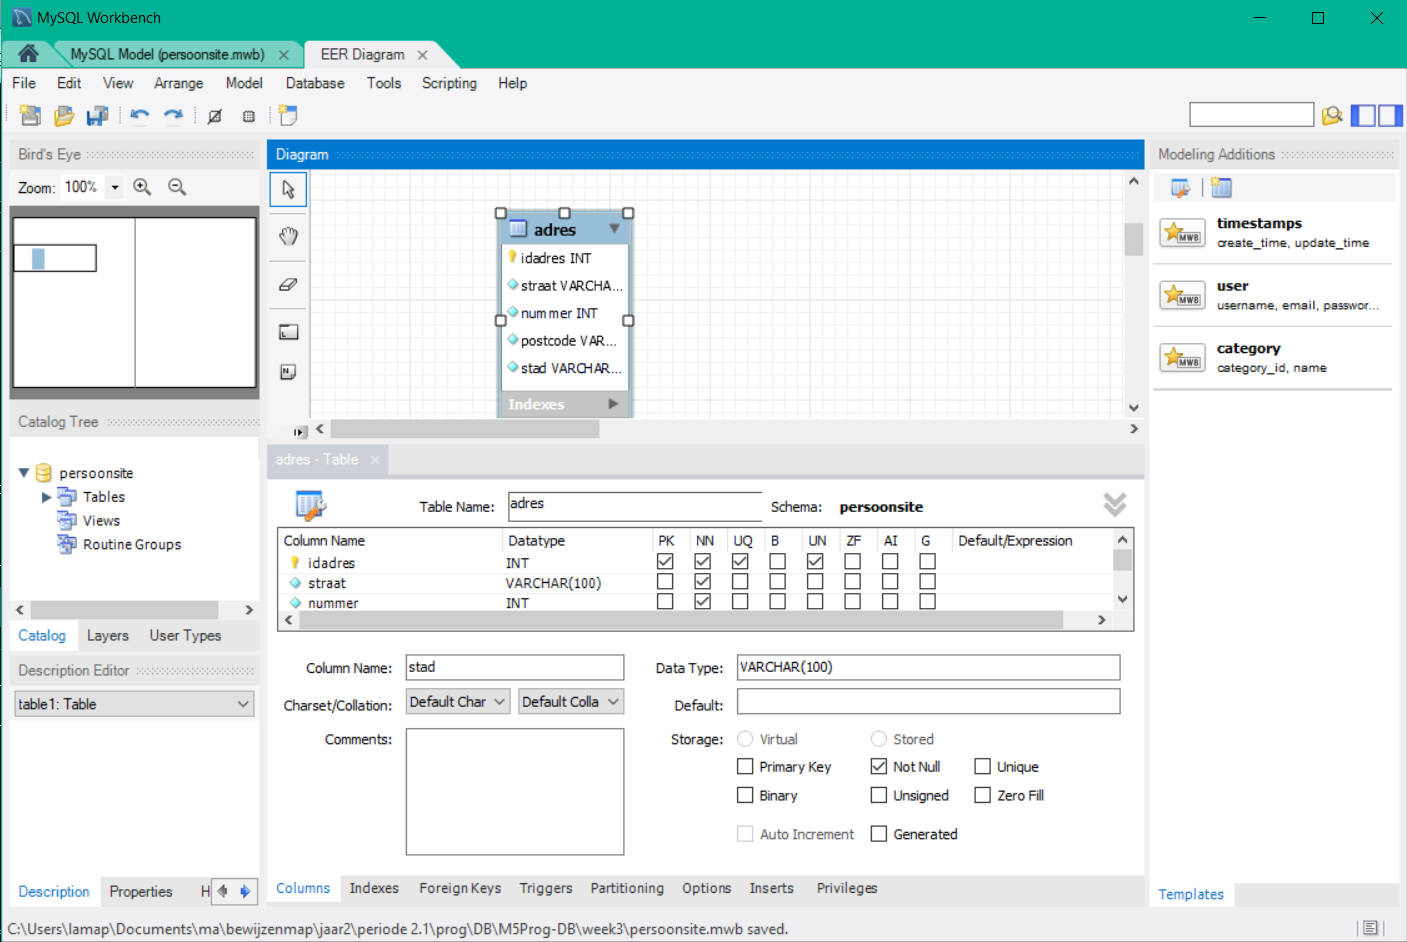 MySQL Workbench
MySQL Model (persoonsite.mwb)
EER Diagram
File Edit View Arrange Model Database Tools Scripting Help
Bird's Eye
Zoom: 100%
Diagram
adres
idadres INT
straat VARCHA...
nummer INT
postcode VAR...
stad VARCHAR...
Indexes
Modeling Additions
timestamps
create_time, update_time
user
username, email, passwor...
category
category_id, name
Templates
Catalog Tree
persoonsite
Tables
Views
Routine Groups
Catalog Layers User Types
Description Editor
table1: Table
Description Properties H
adres - Table
Table Name: adres Schema: persoonsite
Column Name Datatype PK NN UQ B UN ZF AI G Default/Expression
idadres INT
straat VARCHAR(100)
nummer INT
Column Name: stad Data Type: VARCHAR(100)
Charset/Collation: Default Char Default Colla Default:
Comments: Storage: Virtual Stored
Primary Key Not Null Unique
Binary Unsigned Zero Fill
Auto Increment Generated
Columns Indexes Foreign Keys Triggers Partitioning Options Inserts Privileges
C:\Users\lamap\Documents\ma\bewijzenmap\jaar2\periode 2.1\prog\DB\M5Prog-DB\week3\persoonsite.mwb saved.